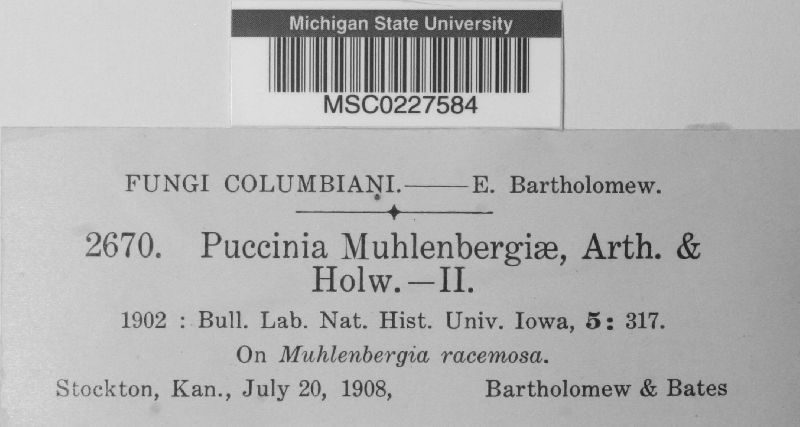 Michigan State University
MSC0227584
FUNGI COLUMBIANI.——E. Bartholomew.
2670. Puccinia Muhlenbergiæ, Arth. &
Holw.—II.
1902 : Bull. Lab. Nat. Hist. Univ. Iowa, 5: 317.
On Muhlenbergia racemosa.
Stockton, Kan., July 20, 1908, Bartholomew & Bates